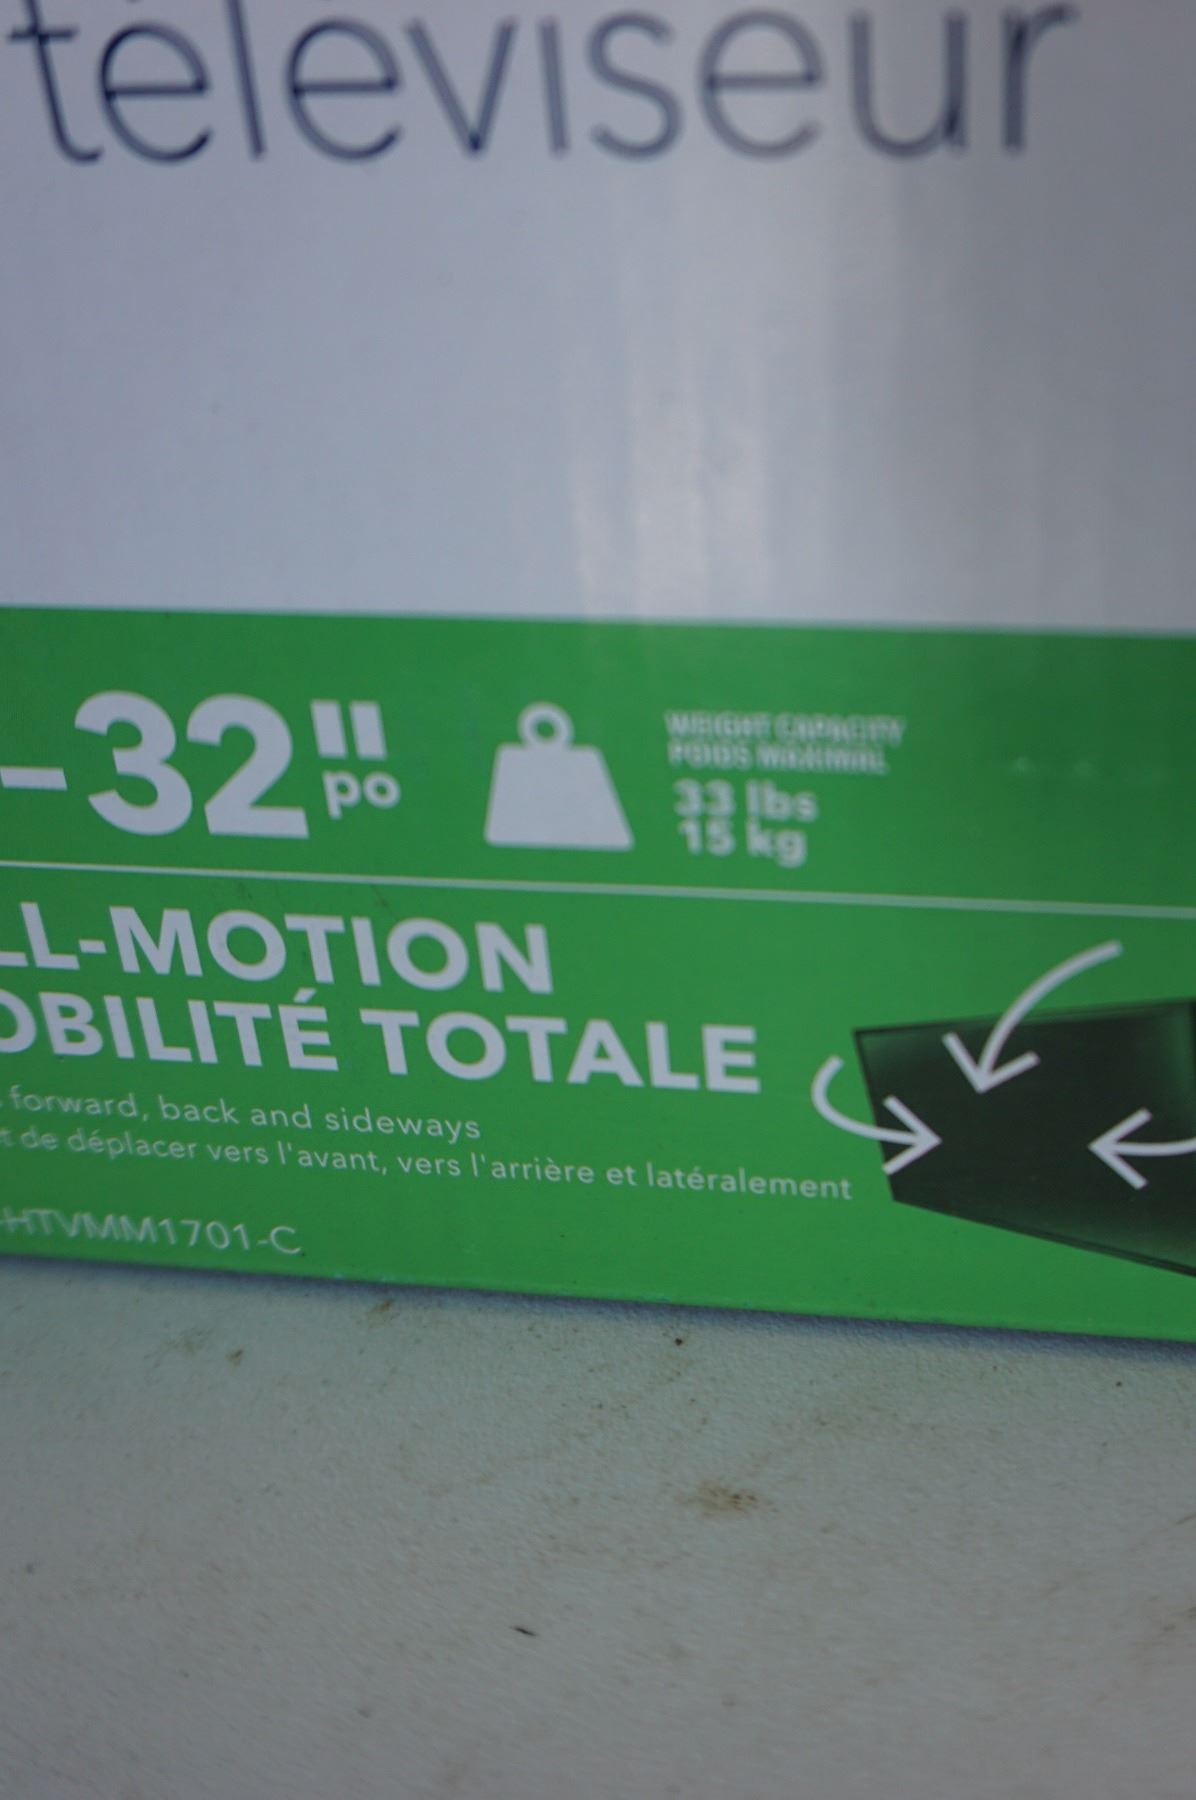 téléviseur
-32" po
WEIGHT CAPACITY
POIDS MAXIMAL
33 lbs
15 kg
LL-MOTION
OBILITÉ TOTALE
forward, back and sideways
t de déplacer vers l'avant, vers l'arrière et latéralement
-HTVMM1701-C